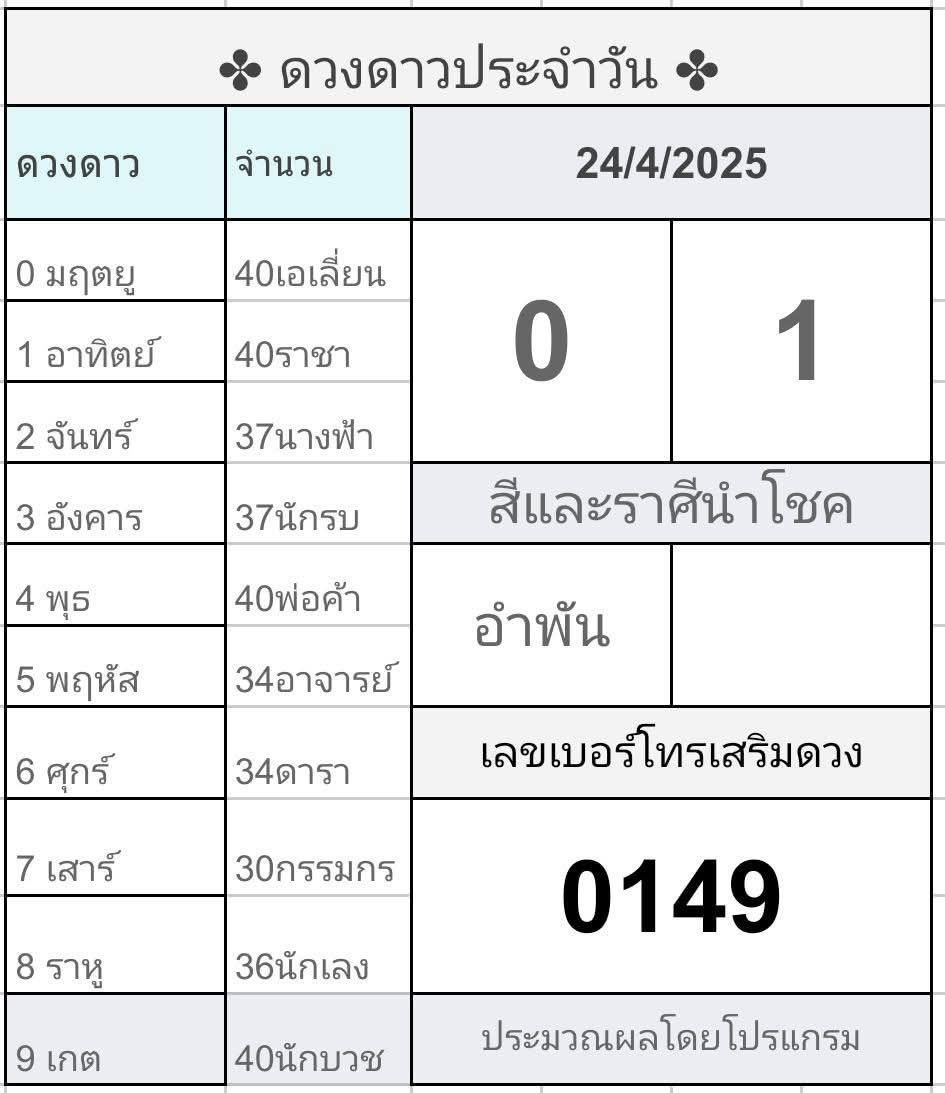 ✤ ดวงดาวประจำวัน ✤
ดวงดาว จำนวน 24/4/2025
0 มฤตยู 40เอเลี่ยน
1 อาทิตย์ 40ราชา
0 1
2 จันทร์ 37นางฟ้า
3 อังคาร 37นักรบ
สีและราศีนำโชค
4 พุธ 40พ่อค้า
อำพัน
5 พฤหัส 34อาจารย์
6 ศุกร์ 34ดารา
เลขเบอร์โทรเสริมดวง
7 เสาร์ 30กรรมกร
0149
8 ราหู 36นักเลง
9 เกต 40นักบวช
ประมวณผลโดยโปรแกรม